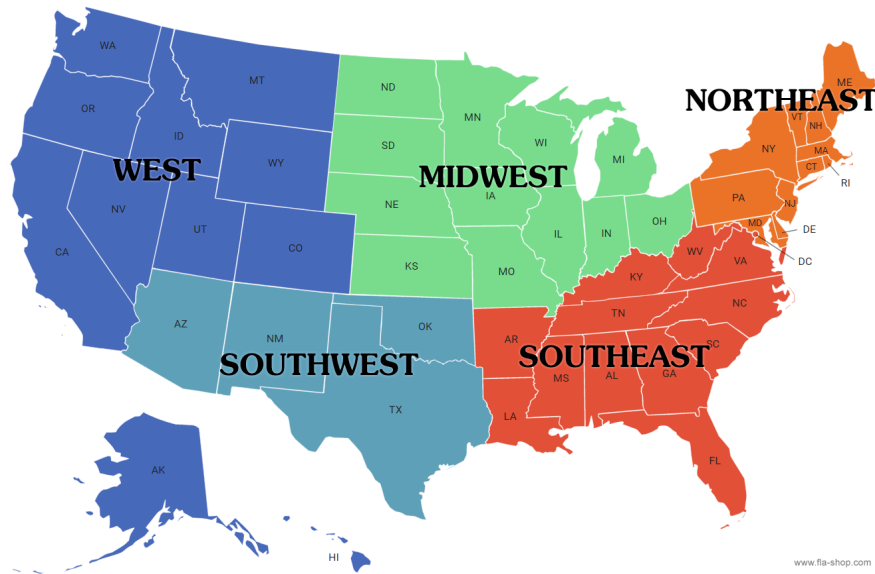 WA
MT
ND
ME
OR
MN
NORTHEAST
VT
NH
ID
SD
WI
NY
MA
WY
MI
CT
WEST
MIDWEST
RI
NV
NE
IA
PA
NJ
UT
OH
MD
DE
CA
CO
IL
IN
KS
MO
WV
VA
DC
KY
AZ
NM
OK
TN
NC
AR
SC
SOUTHWEST
SOUTHEAST
MS
AL
GA
TX
LA
FL
AK
HI
www.fla-shop.com